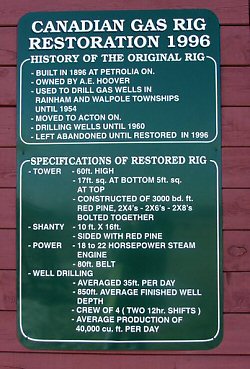 CANADIAN GAS RIG
RESTORATION 1996
HISTORY OF THE ORIGINAL RIG
- BUILT IN 1896 AT PETROLIA ON.
- OWNED BY A.E. HOOVER
- USED TO DRILL GAS WELLS IN
RAINHAM AND WALPOLE TOWNSHIPS
UNTIL 1954
- MOVED TO ACTON ON.
- DRILLING WELLS UNTIL 1960
- LEFT ABANDONED UNTIL RESTORED IN 1996
SPECIFICATIONS OF RESTORED RIG
- TOWER - 60ft. HIGH
- 17ft. sq. AT BOTTOM 5ft. sq.
AT TOP
- CONSTRUCTED OF 3000 bd. ft.
RED PINE, 2X4's - 2X6's - 2X8's
BOLTED TOGETHER
- SHANTY - 10 ft. X 16ft.
- SIDED WITH RED PINE
- POWER - 18 to 22 HORSEPOWER STEAM
ENGINE
- 80ft. BELT
- WELL DRILLING
- AVERAGED 35ft. PER DAY
- 850ft. AVERAGE FINISHED WELL
DEPTH
- CREW OF 4 ( TWO 12hr. SHIFTS )
- AVERAGE PRODUCTION OF
40,000 cu. ft. PER DAY